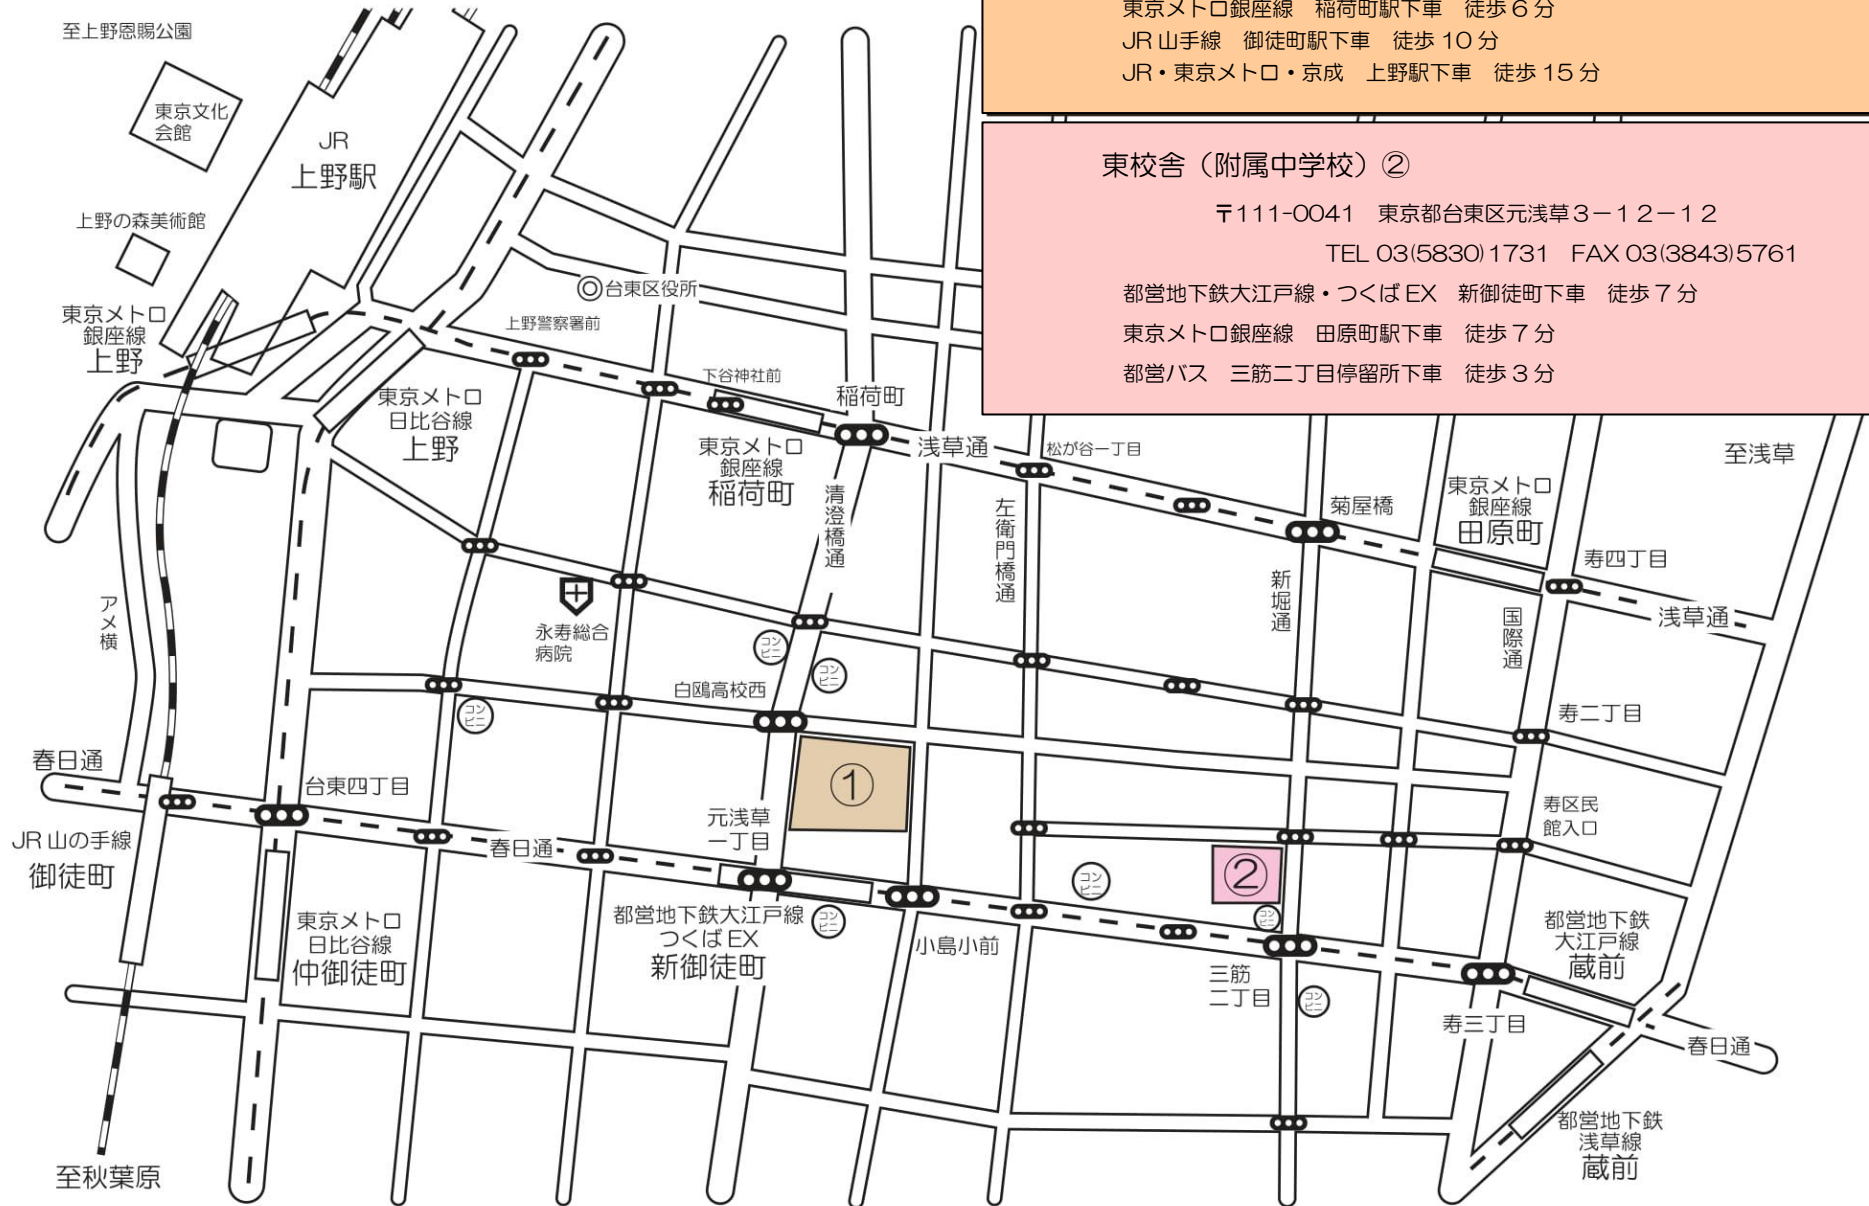 東京メトロ銀座線　稲荷町駅下車　徒歩６分
JR 山手線　御徒町駅下車　徒歩 10 分
JR・東京メトロ・京成　上野駅下車　徒歩 15 分
東校舎（附属中学校）②
〒111-0041　東京都台東区元浅草３－１２－１２
TEL 03(5830)1731　FAX 03(3843)5761
都営地下鉄大江戸線・つくば EX　新御徒町下車　徒歩７分
東京メトロ銀座線　田原町駅下車　徒歩７分
都営バス　三筋二丁目停留所下車　徒歩３分
至上野恩賜公園
東京文化
会館
JR
上野駅
上野の森美術館
東京メトロ
銀座線
上野
台東区役所
上野警察署前
下谷神社前
稲荷町
東京メトロ
日比谷線
上野
東京メトロ
銀座線
稲荷町
浅草通
松が谷一丁目
菊屋橋
東京メトロ
銀座線
田原町
至浅草
寿四丁目
浅草通
清澄橋通
左衛門橋通
新堀通
国際通
アメ横
永寿総合
病院
コン
ビニ
コン
ビニ
白鴎高校西
コン
ビニ
寿二丁目
春日通
台東四丁目
①
元浅草
一丁目
寿区民
館入口
JR 山の手線
御徒町
春日通
②
コン
ビニ
コン
ビニ
コン
ビニ
東京メトロ
日比谷線
仲御徒町
都営地下鉄大江戸線
つくば EX
新御徒町
小島小前
三筋
二丁目
コン
ビニ
都営地下鉄
大江戸線
蔵前
寿三丁目
春日通
都営地下鉄
浅草線
蔵前
至秋葉原